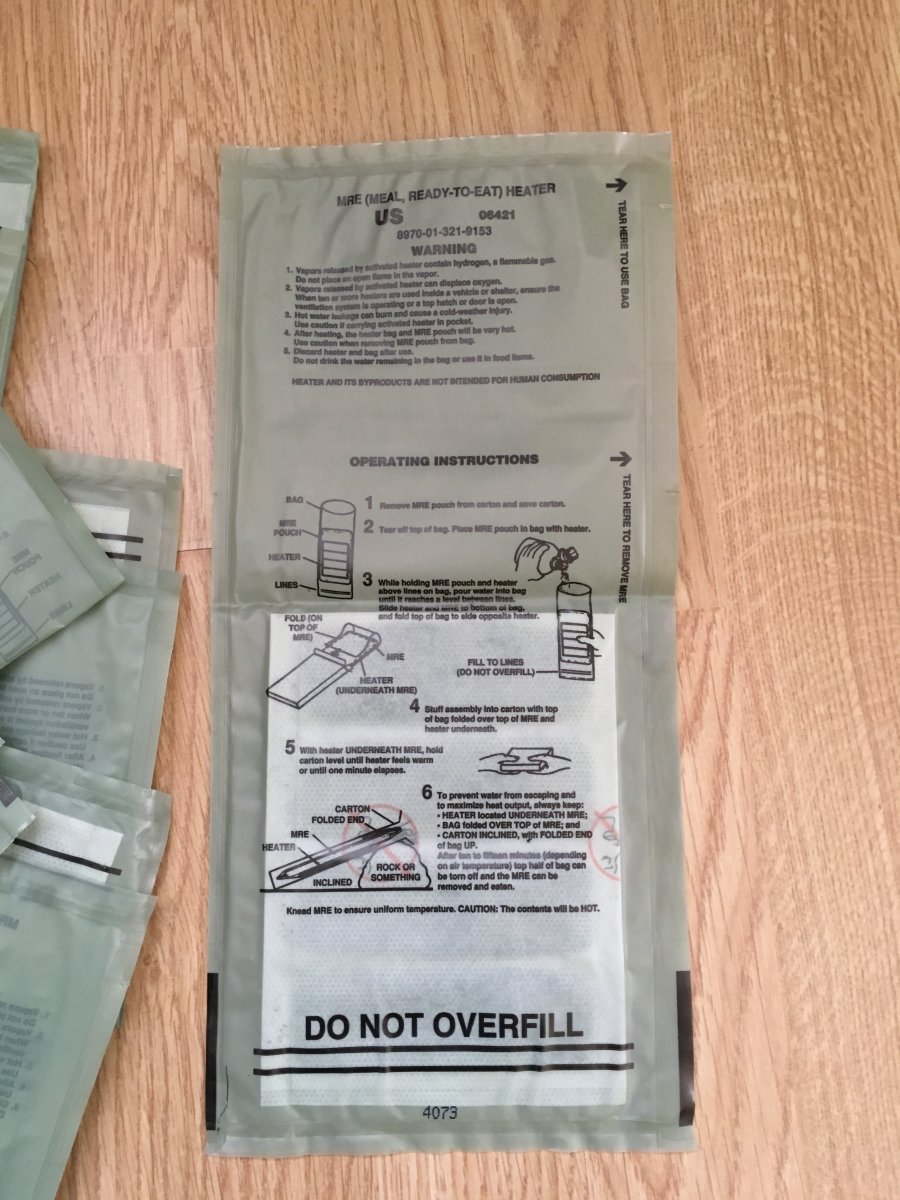 MRE (MEAL, READY-TO-EAT) HEATER
US 06421
8970-01-321-9153
WARNING
1. Vapors released by activated heater contain hydrogen, a flammable gas.
Do not place an open flame in the vapor.
2. Vapors released by activated heater can displace oxygen.
When ten or more heaters are used inside a vehicle or shelter, ensure the
ventilation system is operating or a top hatch or door is open.
3. Hot water leakage can burn and cause a cold-weather injury.
Use caution if carrying activated heater in pocket.
4. After heating, the heater bag and MRE pouch will be very hot.
Use caution when removing MRE pouch from bag.
5. Discard heater and bag after use.
Do not drink the water remaining in the bag or use it in food items.
HEATER AND ITS BYPRODUCTS ARE NOT INTENDED FOR HUMAN CONSUMPTION
TEAR HERE TO USE BAG
OPERATING INSTRUCTIONS
TEAR HERE TO REMOVE MRE
BAG
MRE
POUCH
HEATER
LINES
1 Remove MRE pouch from carton and save carton.
2 Tear off top of bag. Place MRE pouch in bag with heater.
3 While holding MRE pouch and heater
above lines on bag, pour water into bag
until it reaches a level between lines.
Slide heater and MRE to bottom of bag,
and fold top of bag to side opposite heater.
FOLD (ON
TOP OF
MRE)
MRE
HEATER
(UNDERNEATH MRE)
FILL TO LINES
(DO NOT OVERFILL)
4 Stuff assembly into carton with top
of bag folded over top of MRE and
heater underneath.
5 With heater UNDERNEATH MRE, hold
carton level until heater feels warm
or until one minute elapses.
6 To prevent water from escaping and
to maximize heat output, always keep:
• HEATER located UNDERNEATH MRE;
• BAG folded OVER TOP of MRE; and
• CARTON INCLINED, with FOLDED END
of bag UP.
After ten to fifteen minutes (depending
on air temperature) top half of bag can
be torn off and the MRE can be
removed and eaten.
CARTON
FOLDED END
MRE
HEATER
INCLINED
ROCK OR
SOMETHING
Knead MRE to ensure uniform temperature. CAUTION: The contents will be HOT.
DO NOT OVERFILL
4073